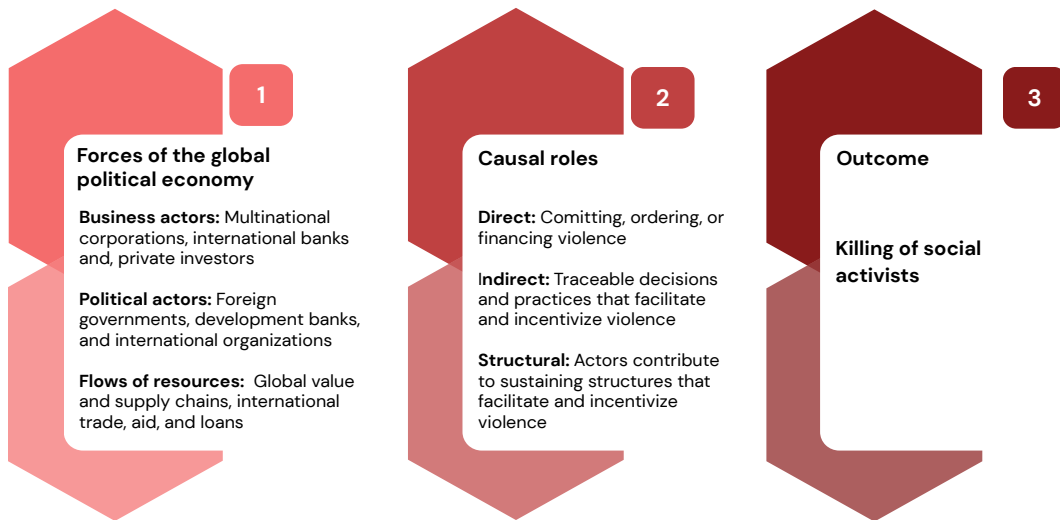 1
Forces of the global
political economy
Business actors: Multinational
corporations, international banks
and, private investors
Political actors: Foreign
governments, development banks,
and international organizations
Flows of resources:  Global value
and supply chains, international
trade, aid, and loans
2
Causal roles
Direct: Comitting, ordering, or
financing violence
Indirect: Traceable decisions
and practices that facilitate
and incentivize violence
Structural: Actors contribute
to sustaining structures that
facilitate and incentivize
violence
3
Outcome
Killing of social
activists